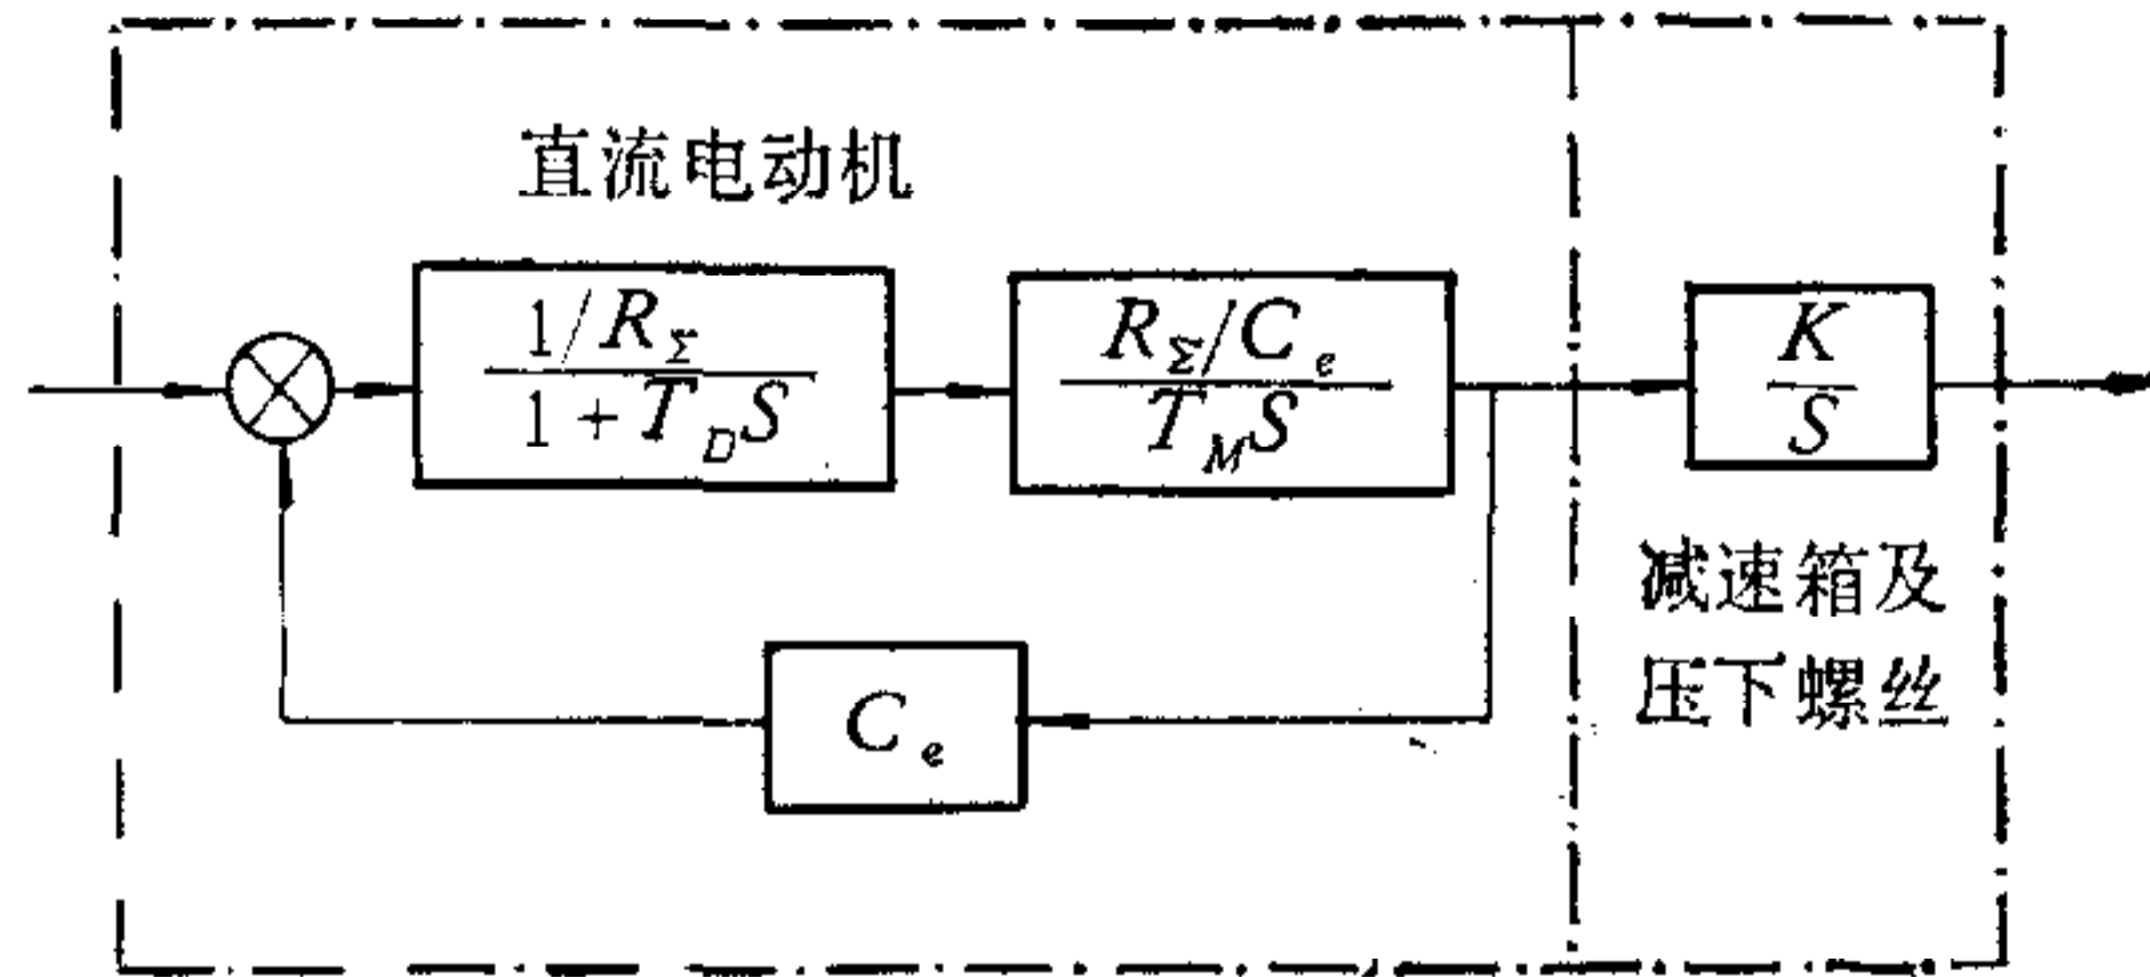 直流电动机
1/R_Σ
1+T_D S
R_Σ/C_e
T_M S
K
S
减速箱及
压下螺丝
C_e